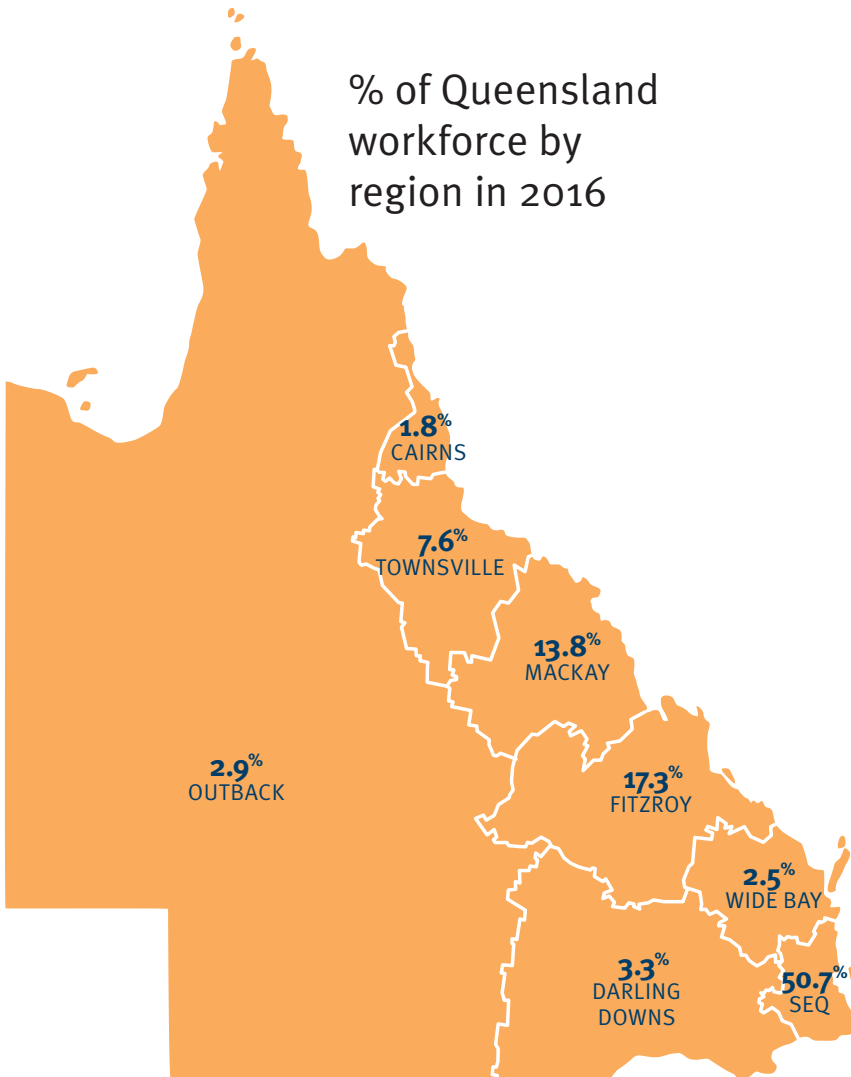 % of Queensland
workforce by
region in 2016
1.8%
CAIRNS
7.6%
TOWNSVILLE
13.8%
MACKAY
2.9%
OUTBACK
17.3%
FITZROY
2.5%
WIDE BAY
3.3%
DARLING
DOWNS
50.7%
SEQ